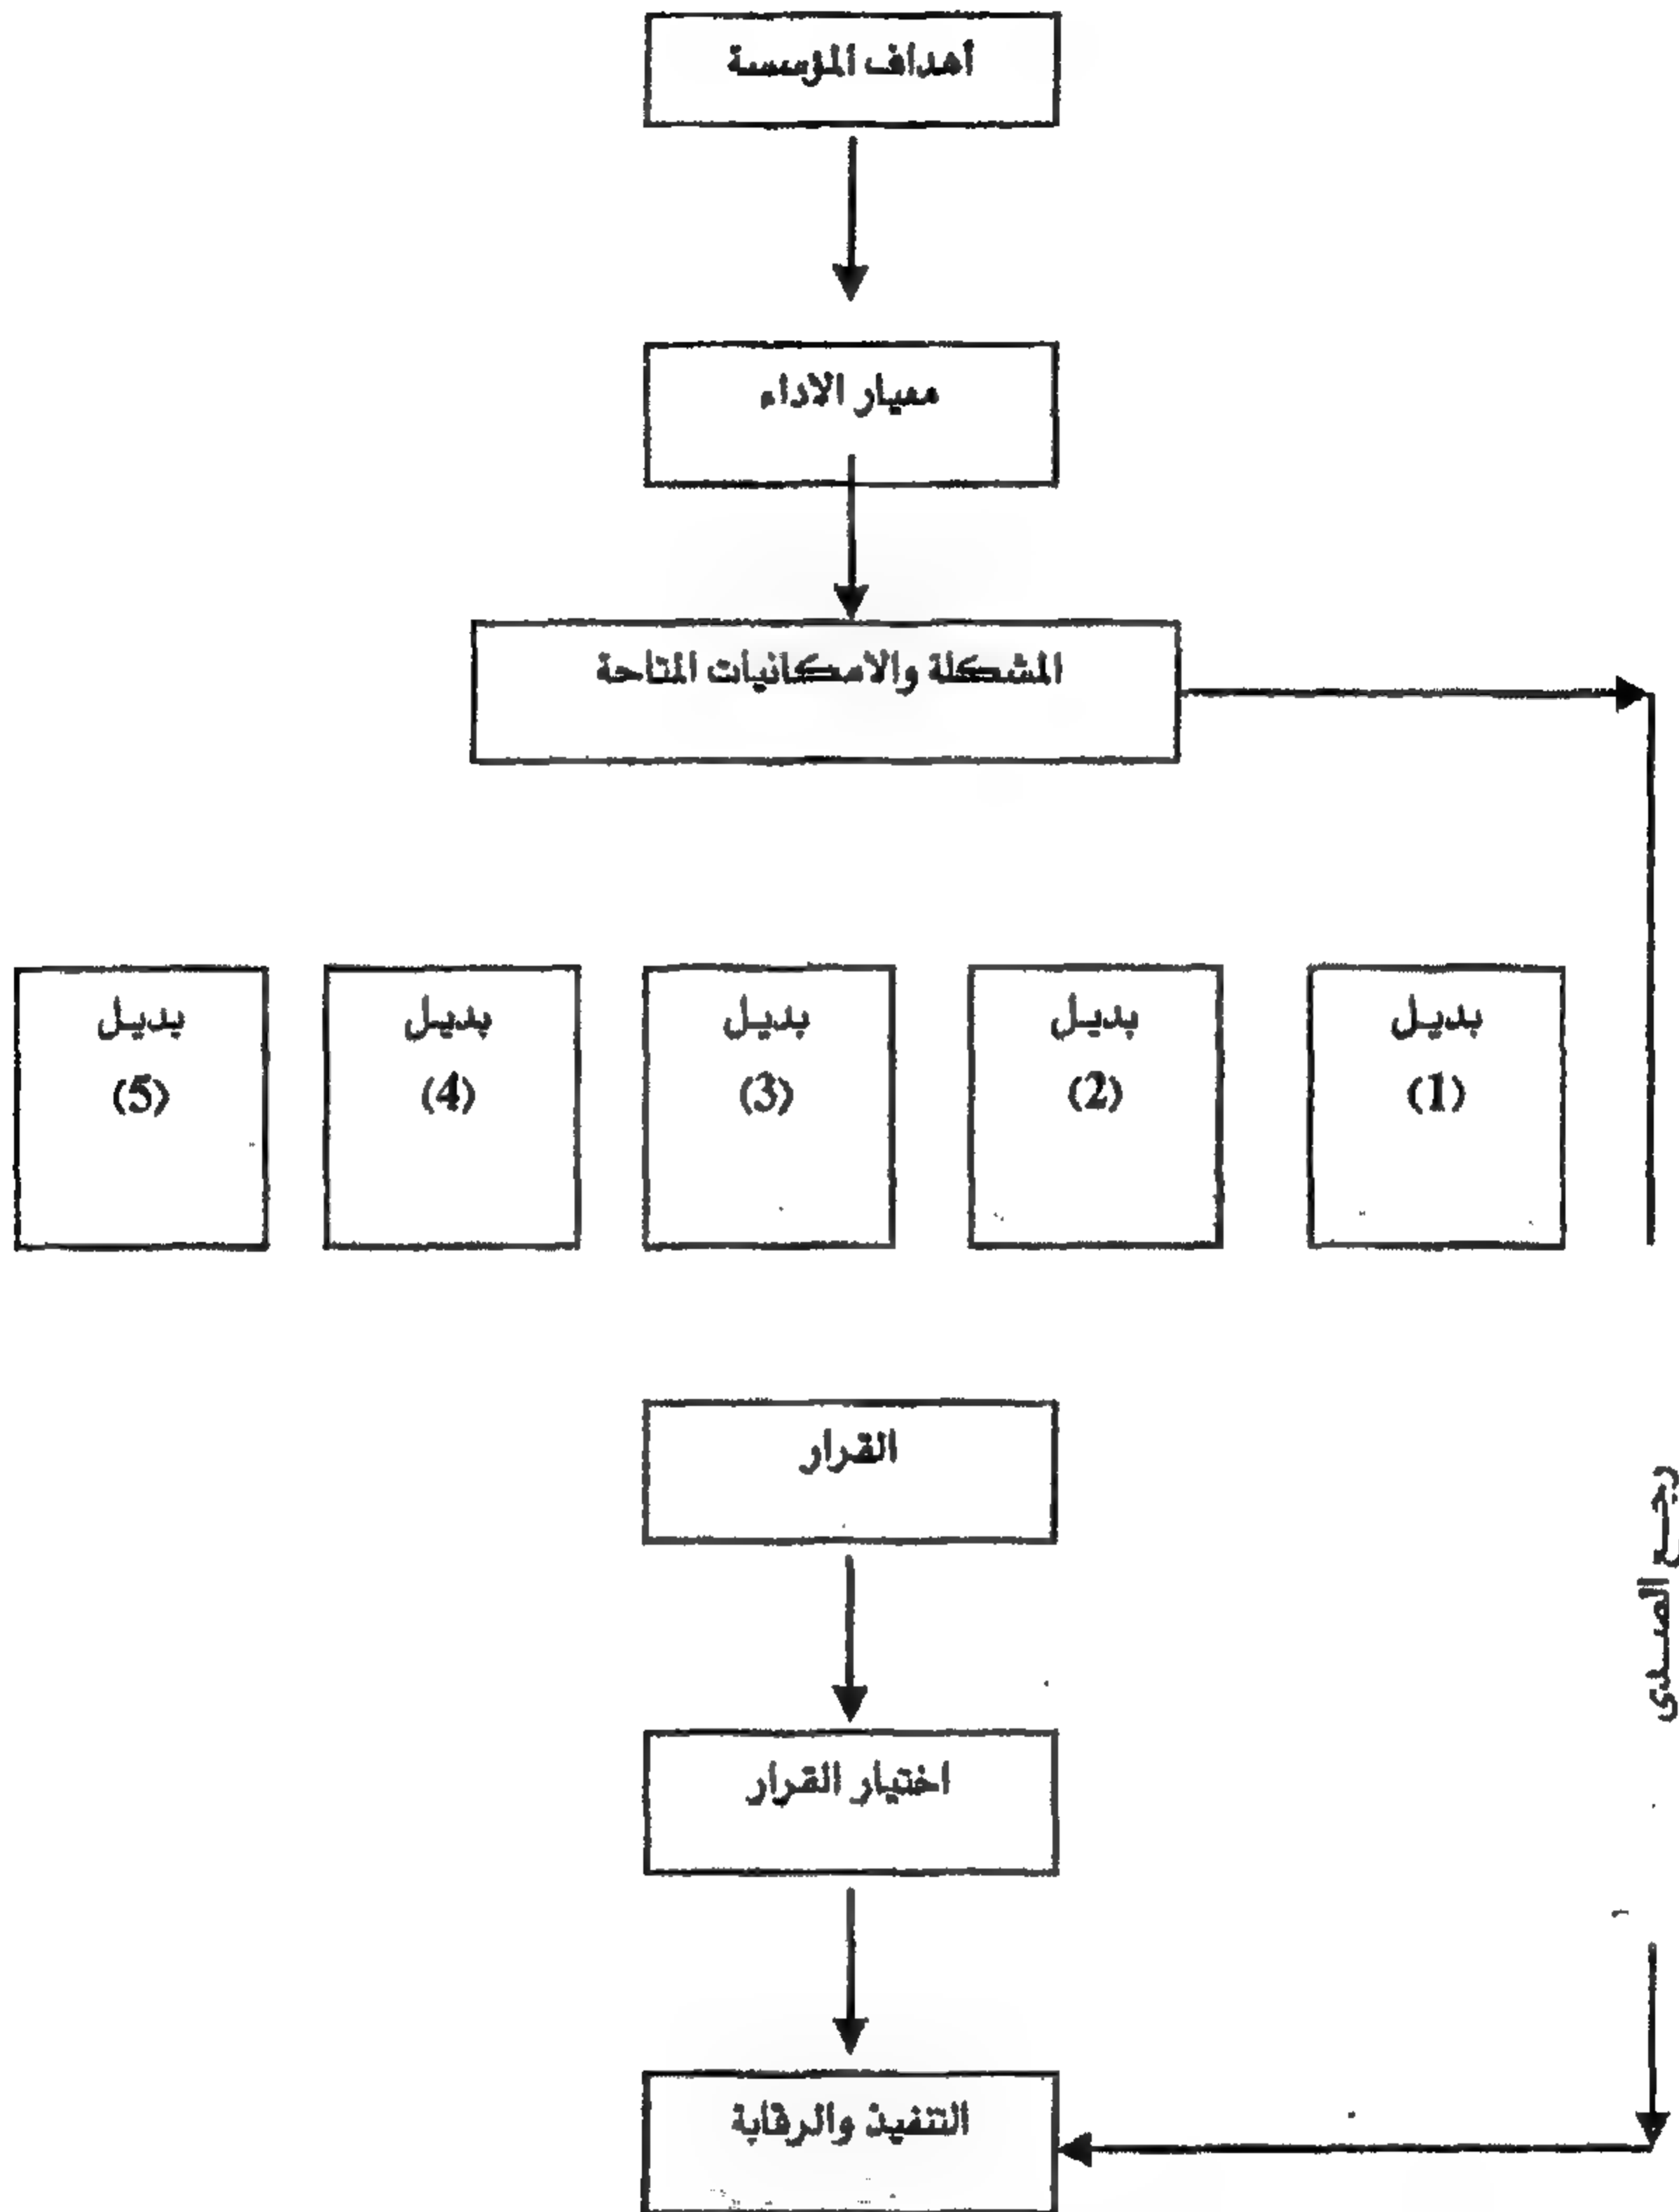 أهداف المؤسسة
معيار الاداء
المشكلة والامكانيات المتاحة
بديل
(1)
بديل
(2)
بديل
(3)
بديل
(4)
بديل
(5)
القرار
رجع الصدى
اختيار القرار
التنفيذ والرقابة